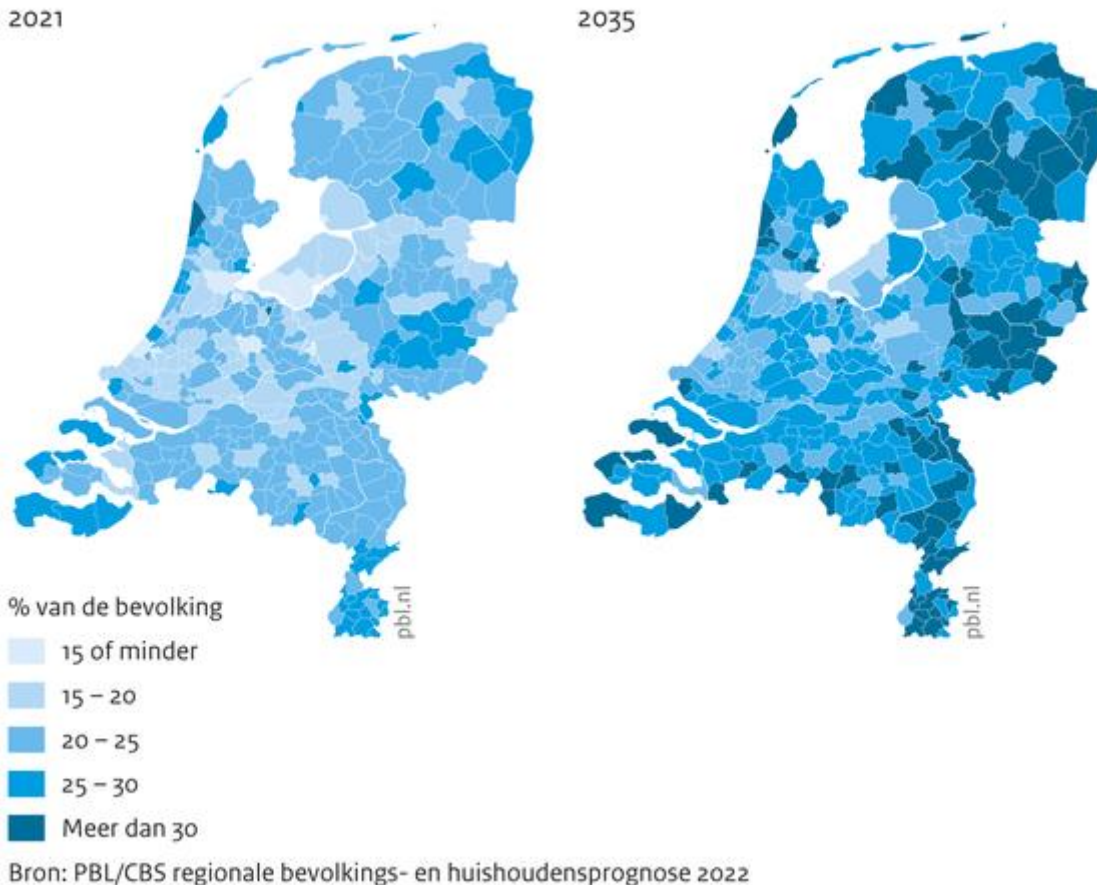 2021
2035
% van de bevolking
15 of minder
15 – 20
20 – 25
25 – 30
Meer dan 30
pbl.nl
pbl.nl
Bron: PBL/CBS regionale bevolkings- en huishoudensprognose 2022